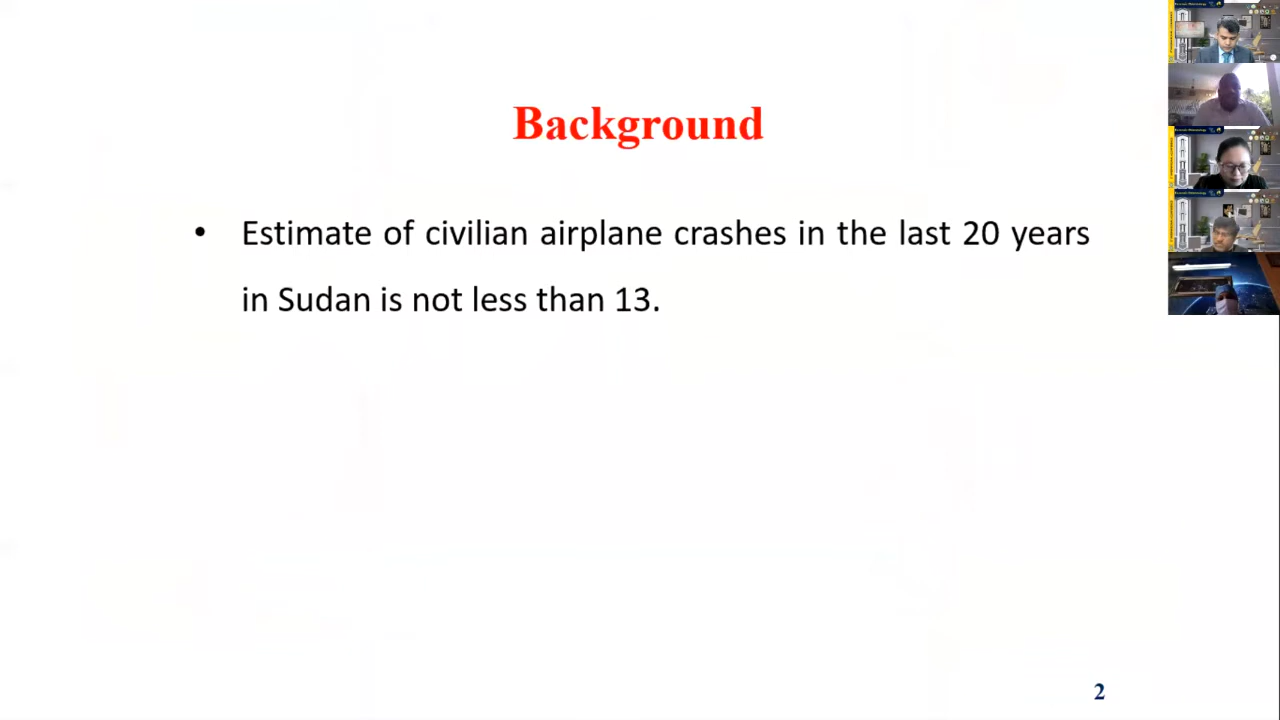 Background
• Estimate of civilian airplane crashes in the last 20 years
in Sudan is not less than 13.
2